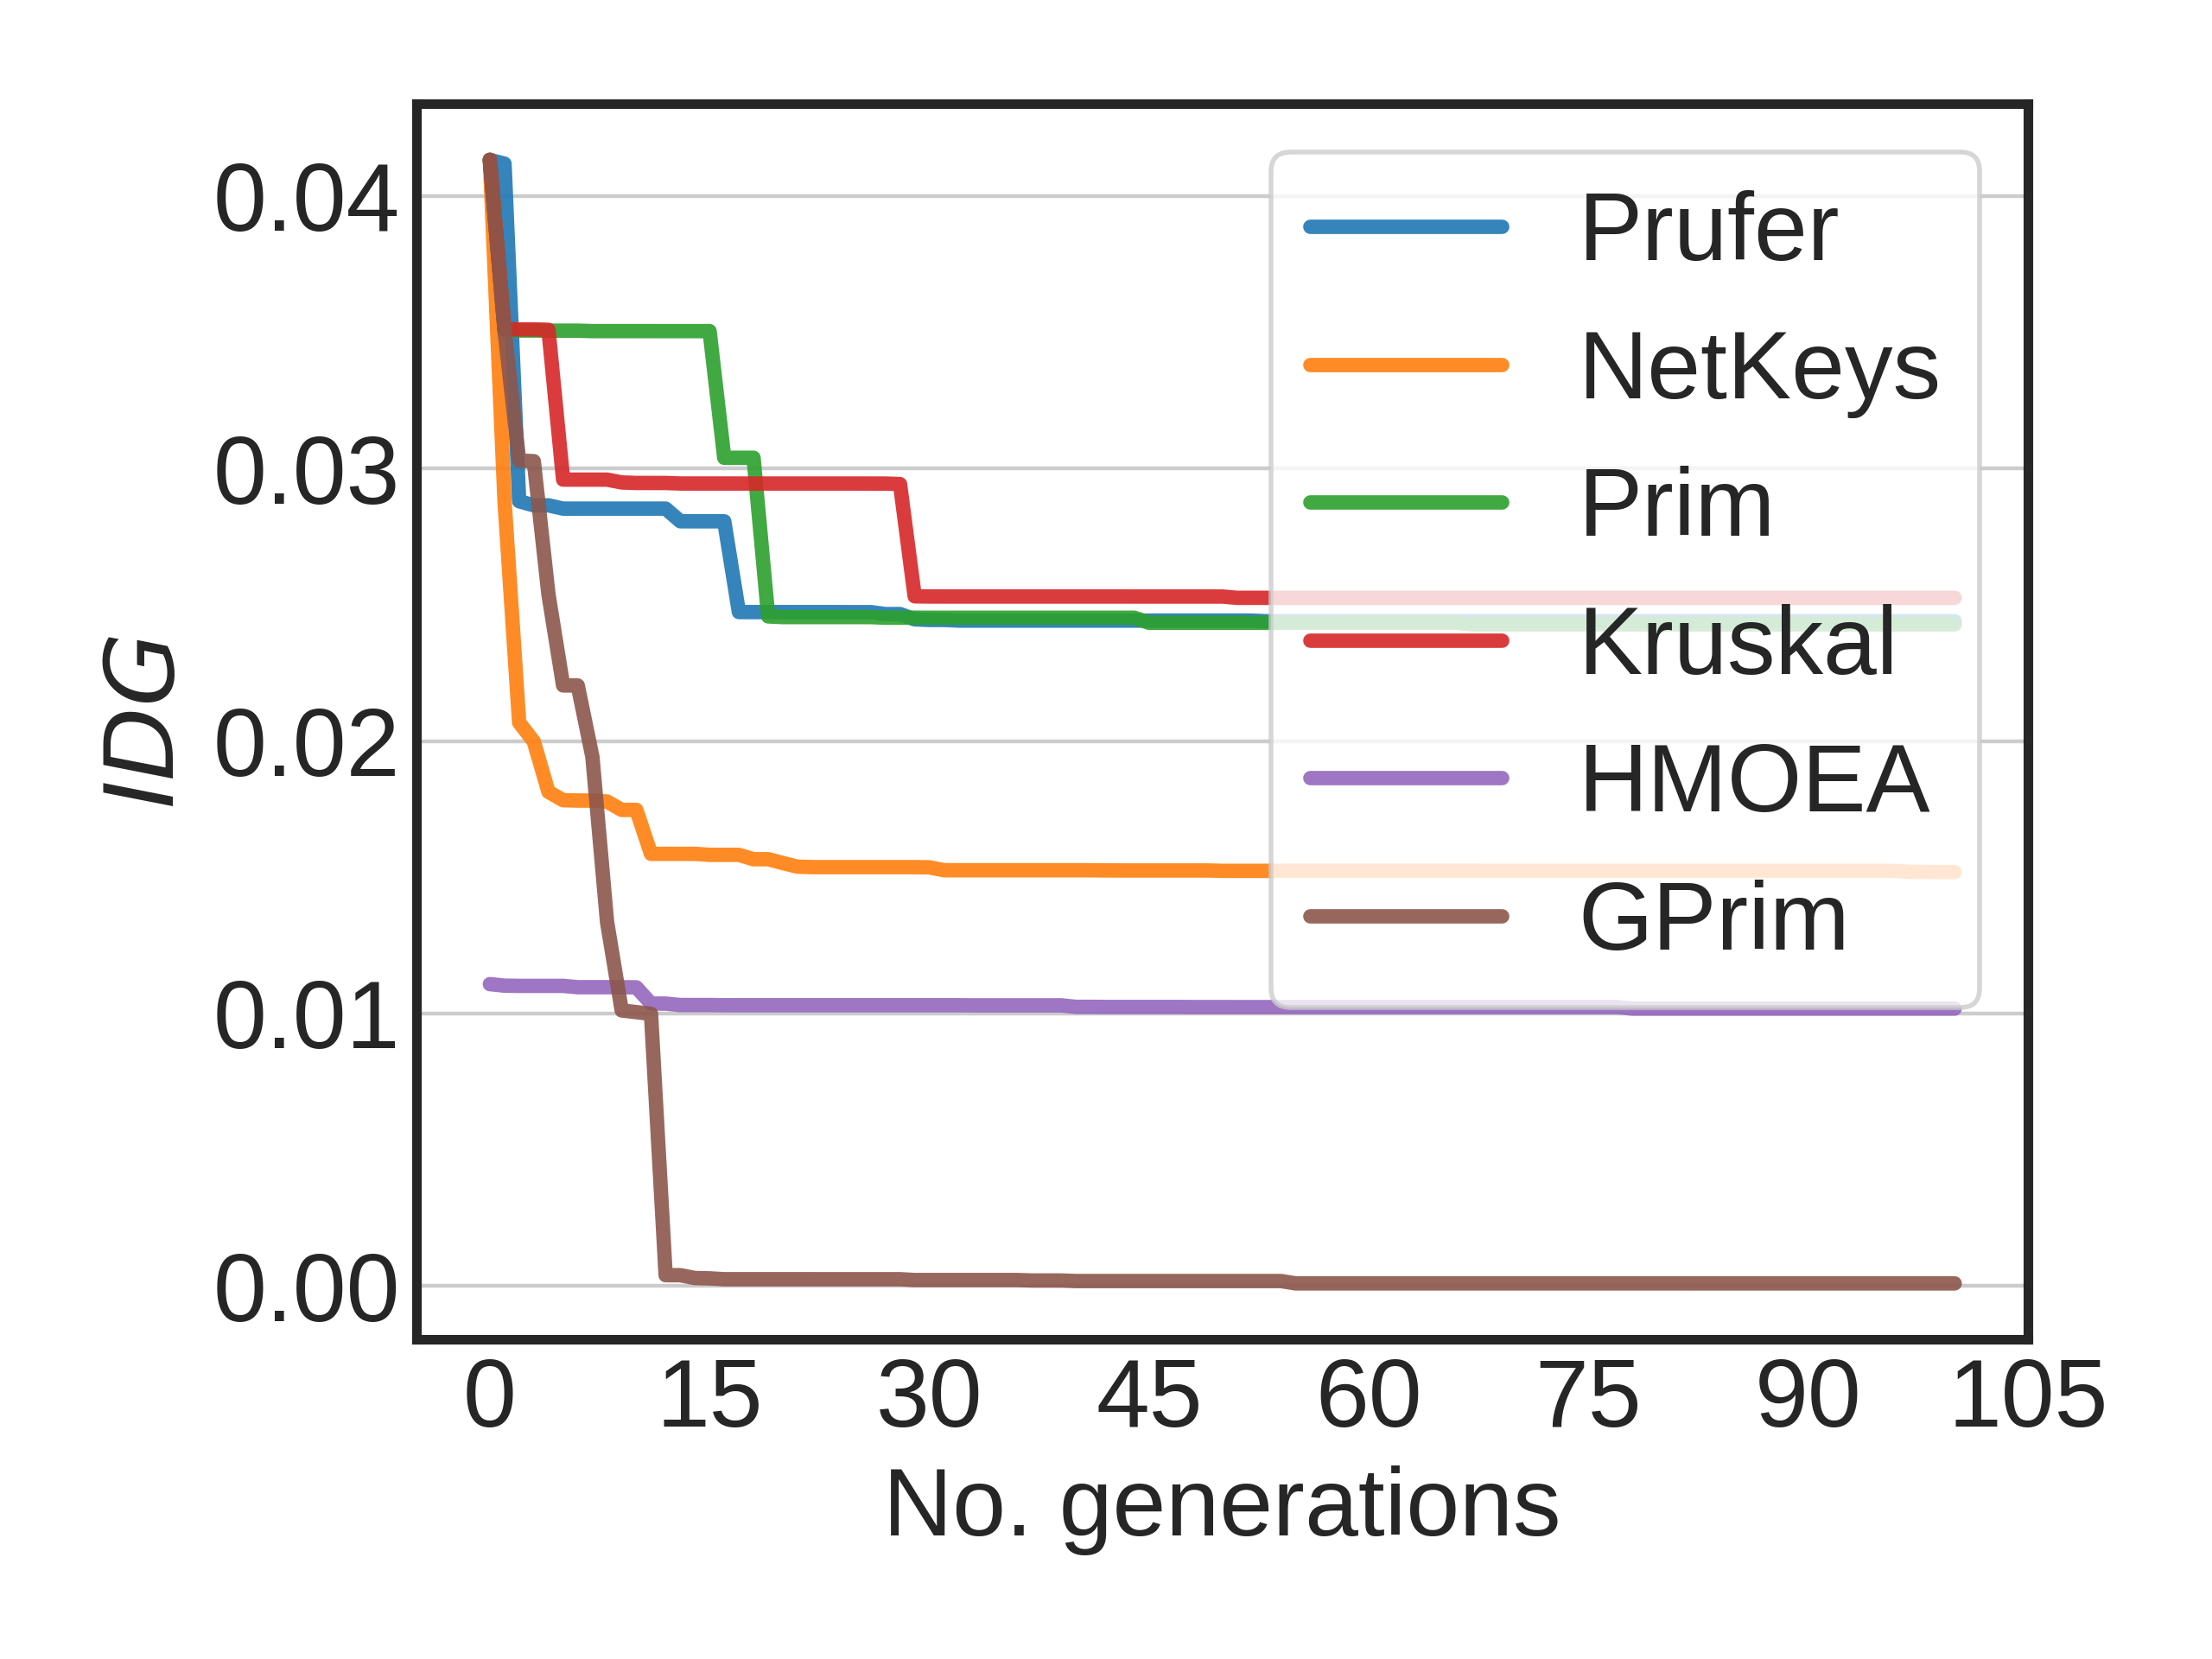 0.04
0.03
0.02
0.01
0.00
IDG
Prufer
NetKeys
Prim
Kruskal
HMOEA
GPrim
0 15 30 45 60 75 90 105
No. generations